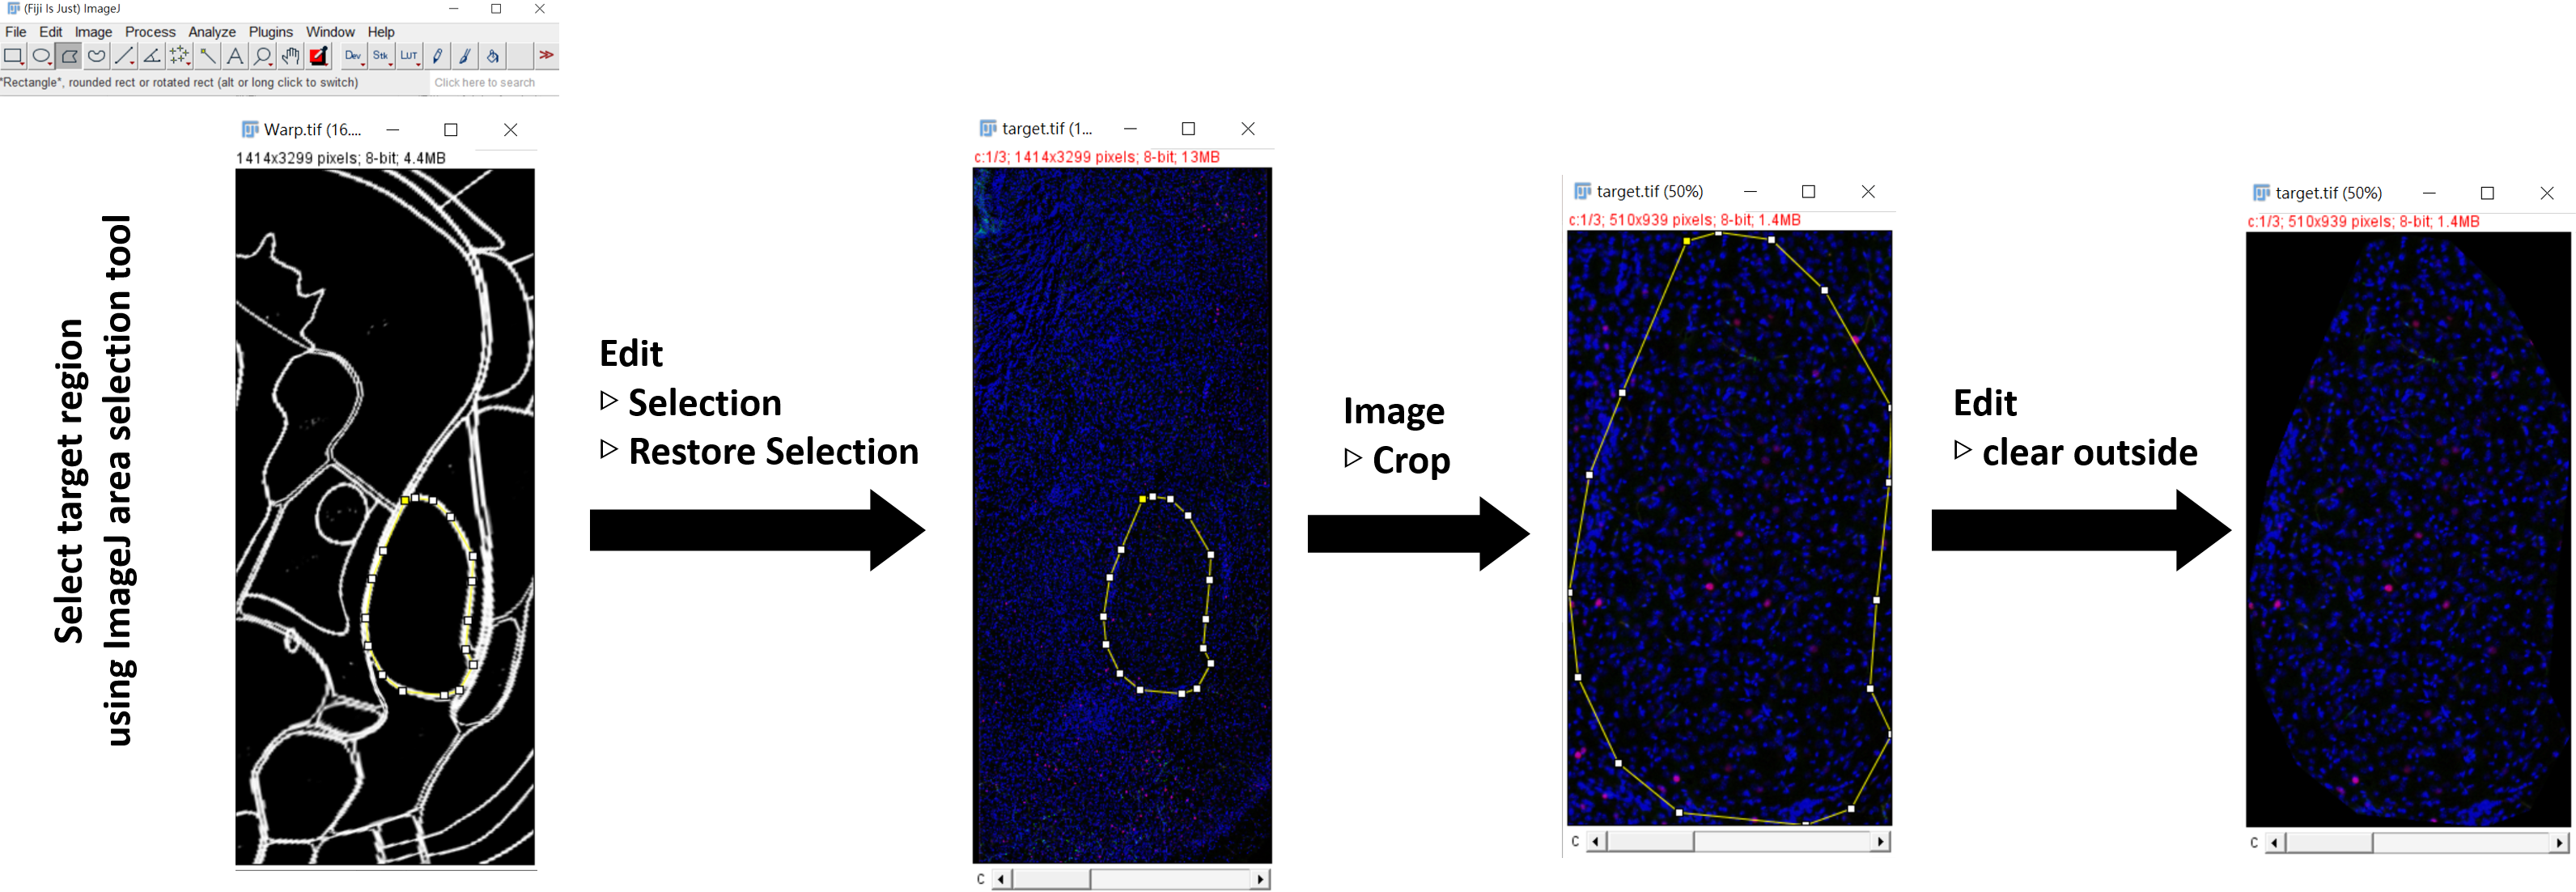 (Fiji Is Just) ImageJ
File Edit Image Process Analyze Plugins Window Help
Dev Stk LUT
*Rectangle*, rounded rect or rotated rect (alt or long click to switch)
Click here to search
Select target region
using ImageJ area selection tool
Warp.tif (16....
1414x3299 pixels; 8-bit; 4.4MB
Edit
▷ Selection
▷ Restore Selection
target.tif (1...
c:1/3; 1414x3299 pixels; 8-bit; 13MB
c
Image
▷ Crop
target.tif (50%)
c:1/3; 510x939 pixels; 8-bit; 1.4MB
c
Edit
▷ clear outside
target.tif (50%)
c:1/3; 510x939 pixels; 8-bit; 1.4MB
c